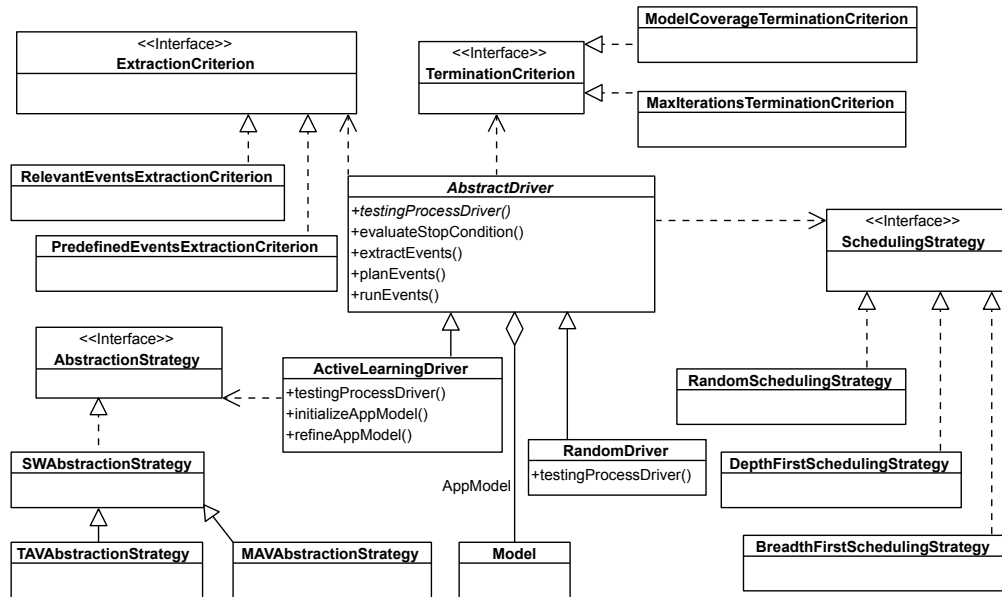 ModelCoverageTerminationCriterion
<<Interface>>
ExtractionCriterion
<<Interface>>
TerminationCriterion
MaxIterationsTerminationCriterion
RelevantEventsExtractionCriterion
AbstractDriver
+testingProcessDriver()
+evaluateStopCondition()
+extractEvents()
+planEvents()
+runEvents()
<<Interface>>
SchedulingStrategy
PredefinedEventsExtractionCriterion
<<Interface>>
AbstractionStrategy
ActiveLearningDriver
+testingProcessDriver()
+initializeAppModel()
+refineAppModel()
RandomSchedulingStrategy
RandomDriver
+testingProcessDriver()
SWAbstractionStrategy
DepthFirstSchedulingStrategy
AppModel
TAVAbstractionStrategy
MAVAbstractionStrategy
Model
BreadthFirstSchedulingStrategy